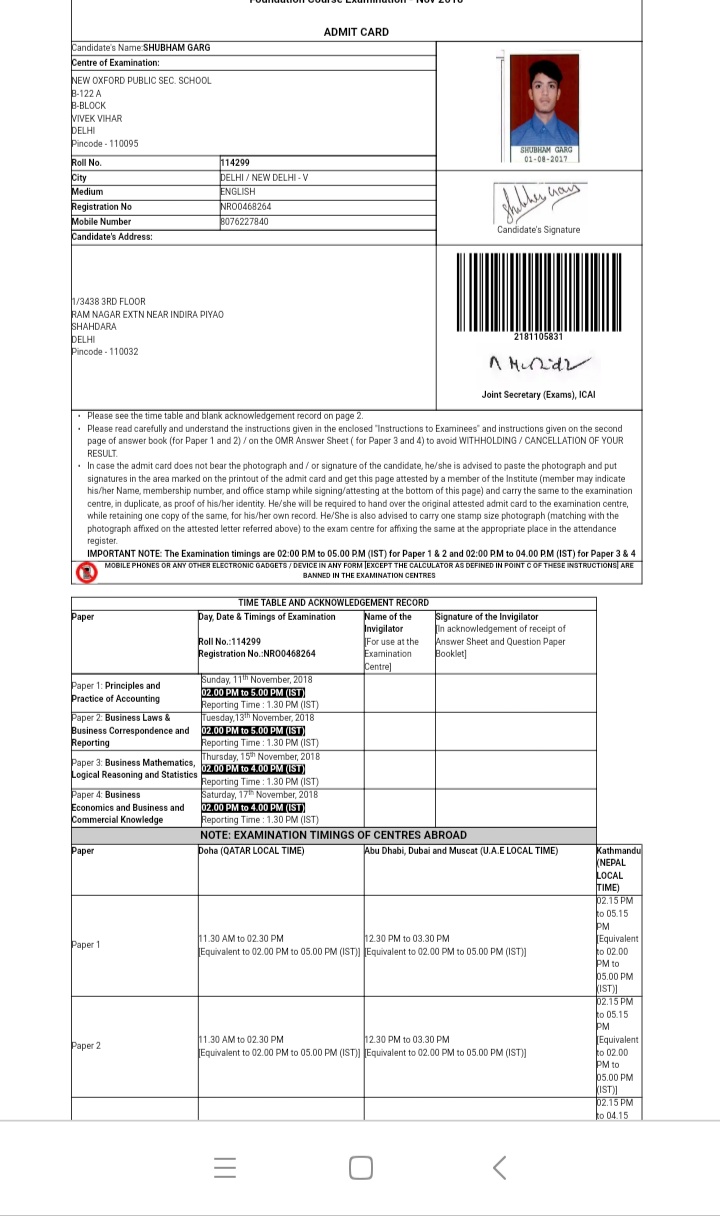 Foundation Course Examination - Nov 2018
ADMIT CARD
Candidate's Name:SHUBHAM GARG
Centre of Examination:
NEW OXFORD PUBLIC SEC. SCHOOL
B-122 A
B-BLOCK
VIVEK VIHAR
DELHI
Pincode - 110095
SHUBHAM GARG
01-08-2017
Roll No. 114299
City DELHI / NEW DELHI - V
Medium ENGLISH
Registration No NRO0468264
Mobile Number 8076227840
Shubham Garg
Candidate's Signature
Candidate's Address:
1/3438 3RD FLOOR
RAM NAGAR EXTN NEAR INDIRA PIYAO
SHAHDARA
DELHI
Pincode - 110032
2181105831
Joint Secretary (Exams), ICAI
• Please see the time table and blank acknowledgement record on page 2.
• Please read carefully and understand the instructions given in the enclosed "Instructions to Examinees" and instructions given on the second
page of answer book (for Paper 1 and 2) / on the OMR Answer Sheet ( for Paper 3 and 4) to avoid WITHHOLDING / CANCELLATION OF YOUR
RESULT.
• In case the admit card does not bear the photograph and / or signature of the candidate, he/she is advised to paste the photograph and put
signatures in the area marked on the printout of the admit card and get this page attested by a member of the Institute (member may indicate
his/her Name, membership number, and office stamp while signing/attesting at the bottom of this page) and carry the same to the examination
centre, in duplicate, as proof of his/her identity. He/she will be required to hand over the original attested admit card to the examination centre,
while retaining one copy of the same, for his/her own record. He/She is also advised to carry one stamp size photograph (matching with the
photograph affixed on the attested letter referred above) to the exam centre for affixing the same at the appropriate place in the attendance
register.
IMPORTANT NOTE: The Examination timings are 02:00 P.M to 05.00 P.M (IST) for Paper 1 & 2 and 02:00 P.M to 04.00 P.M (IST) for Paper 3 & 4
MOBILE PHONES OR ANY OTHER ELECTRONIC GADGETS / DEVICE IN ANY FORM [EXCEPT THE CALCULATOR AS DEFINED IN POINT C OF THESE INSTRUCTIONS] ARE
BANNED IN THE EXAMINATION CENTRES
TIME TABLE AND ACKNOWLEDGEMENT RECORD
Paper
Day, Date & Timings of Examination
Roll No.:114299
Registration No.:NRO0468264
Name of the
Invigilator
[For use at the
Examination
Centre]
Signature of the Invigilator
[In acknowledgement of receipt of
Answer Sheet and Question Paper
Booklet]
Paper 1: Principles and
Practice of Accounting
Sunday, 11th November, 2018
02.00 PM to 5.00 PM (IST)
Reporting Time : 1.30 PM (IST)
Paper 2: Business Laws &
Business Correspondence and
Reporting
Tuesday,13th November, 2018
02.00 PM to 5.00 PM (IST)
Reporting Time : 1.30 PM (IST)
Paper 3: Business Mathematics,
Logical Reasoning and Statistics
Thursday, 15th November, 2018
02.00 PM to 4.00 PM (IST)
Reporting Time : 1.30 PM (IST)
Paper 4: Business
Economics and Business and
Commercial Knowledge
Saturday, 17th November, 2018
02.00 PM to 4.00 PM (IST)
Reporting Time : 1.30 PM (IST)
NOTE: EXAMINATION TIMINGS OF CENTRES ABROAD
Paper
Doha (QATAR LOCAL TIME)
Abu Dhabi, Dubai and Muscat (U.A.E LOCAL TIME)
Kathmandu
(NEPAL
LOCAL
TIME)
Paper 1
11.30 AM to 02.30 PM
[Equivalent to 02.00 PM to 05.00 PM (IST)]
12.30 PM to 03.30 PM
[Equivalent to 02.00 PM to 05.00 PM (IST)]
02.15 PM
to 05.15
PM
[Equivalent
to 02.00
PM to
05.00 PM
(IST)]
Paper 2
11.30 AM to 02.30 PM
[Equivalent to 02.00 PM to 05.00 PM (IST)]
12.30 PM to 03.30 PM
[Equivalent to 02.00 PM to 05.00 PM (IST)]
02.15 PM
to 05.15
PM
[Equivalent
to 02.00
PM to
05.00 PM
(IST)]
02.15 PM
to 04.15